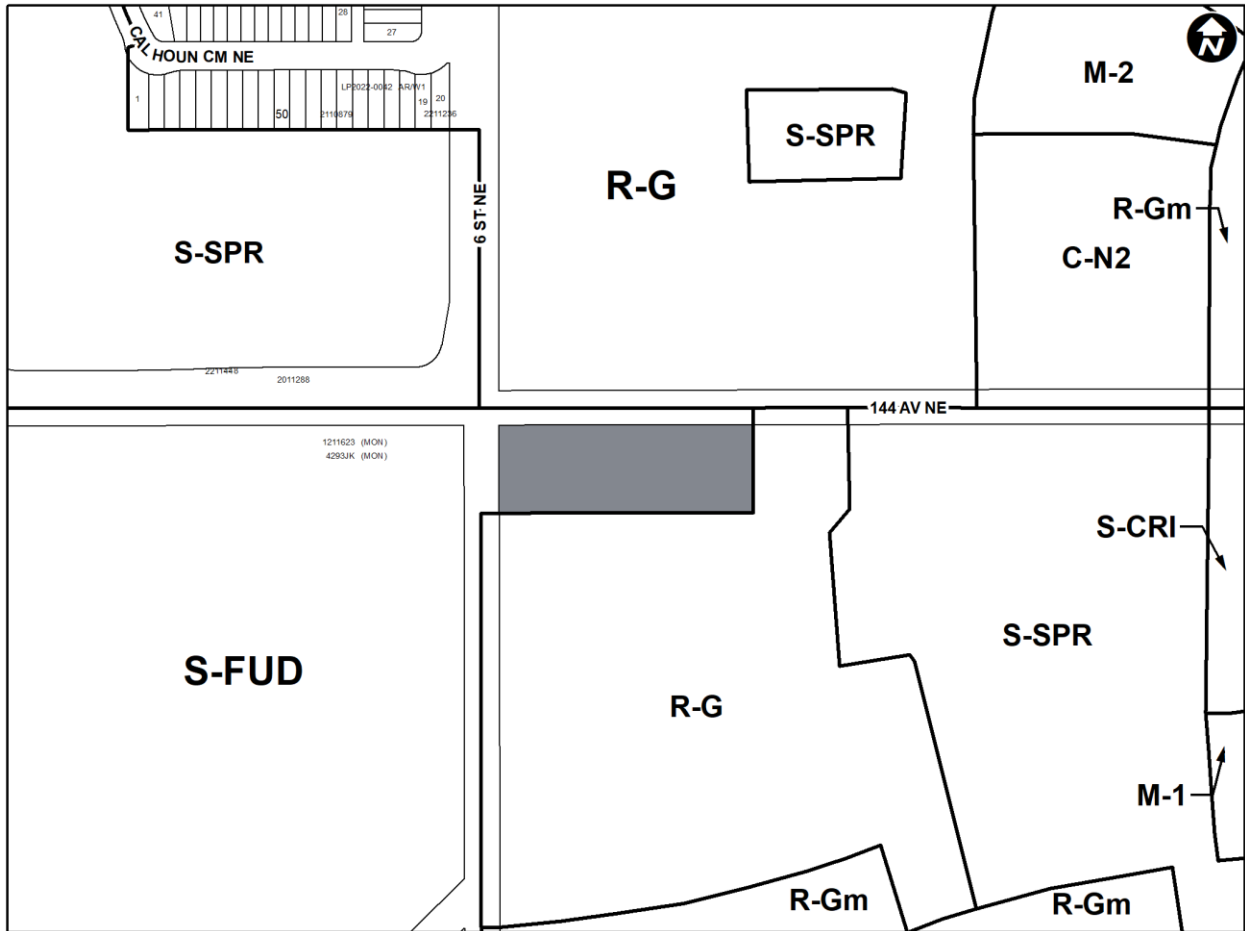 41
28
27
CALHOUN CM NE
N
M-2
1
LP2022-0042 AR/W1
19
20
50
2110879
2211236
S-SPR
R-G
R-Gm
6 ST NE
S-SPR
C-N2
2211448
2011288
144 AV NE
1211623 (MON)
4293JK (MON)
S-CRI
S-SPR
S-FUD
R-G
M-1
R-Gm
R-Gm